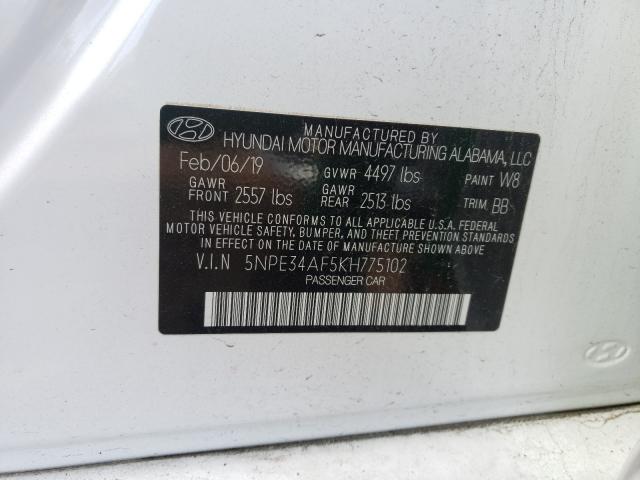 MANUFACTURED BY
HYUNDAI MOTOR MANUFACTURING ALABAMA, LLC
Feb/06/19 GVWR 4497 lbs PAINT W8
GAWR FRONT 2557 lbs GAWR REAR 2513 lbs TRIM BB
THIS VEHICLE CONFORMS TO ALL APPLICABLE U.S.A. FEDERAL
MOTOR VEHICLE SAFETY, BUMPER, AND THEFT PREVENTION STANDARDS
IN EFFECT ON THE DATE OF MANUFACTURE SHOWN ABOVE
V.I.N 5NPE34AF5KH775102
PASSENGER CAR